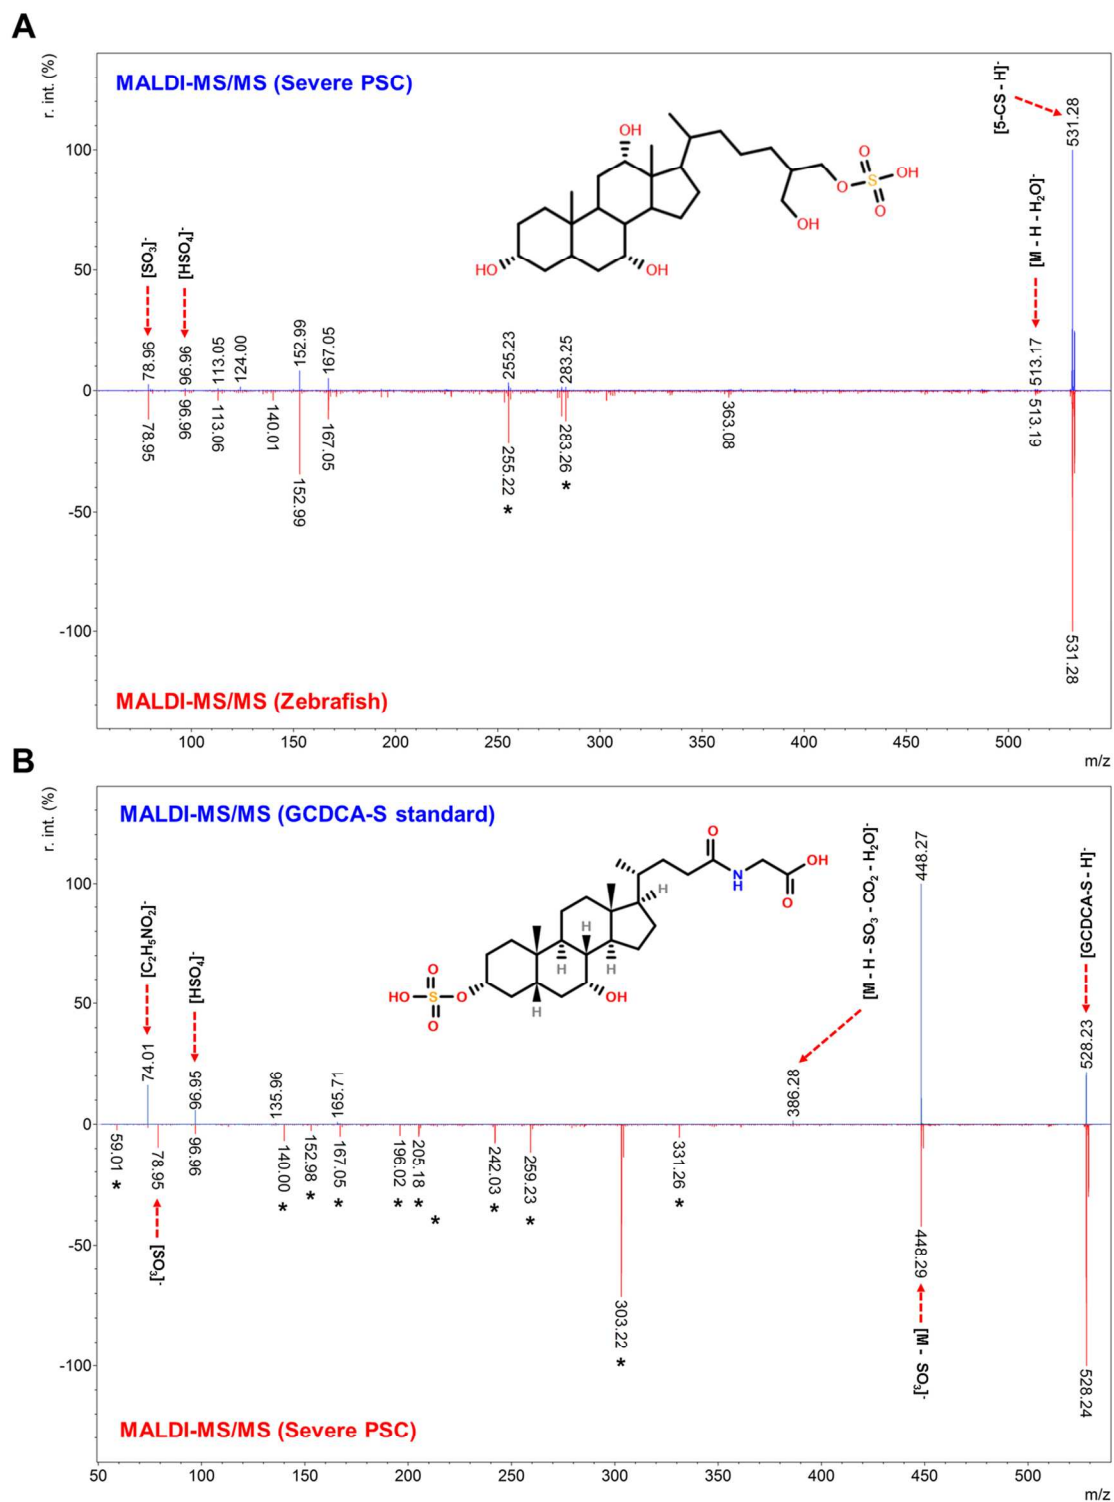 A
r. int. (%)
MALDI-MS/MS (Severe PSC)
[5-CS - H]-
531.28
[M - H - H2O]-
513.17
[SO3]-
78.96
[HSO4]-
96.96
113.05
124.00
152.99
167.05
255.23
283.25
OH
HO
OH
OH
O
S
OH
O
O
100
50
0
-50
-100
78.95
96.96
113.06
140.01
152.99
167.05
255.22
*
283.26
*
363.08
513.19
531.28
MALDI-MS/MS (Zebrafish)
100 150 200 250 300 350 400 450 500
m/z
B
r. int. (%)
MALDI-MS/MS (GCDCA-S standard)
[C2H5NO2]-
74.01
[HSO4]-
96.95
135.96
165.71
[M - H - SO3 - CO2 - H2O]-
386.28
448.27
[GCDCA-S - H]-
528.23
O
OH
N
H
O
H
H
H
H
H
O
HO S O
O
OH
100
50
0
-50
-100
59.01
*
78.95
[SO3]-
96.96
140.00
*
152.98
*
167.05
*
196.02
*
205.18
*
*
242.03
*
259.23
*
303.22
*
331.26
*
448.29
[M - SO3]-
528.24
MALDI-MS/MS (Severe PSC)
50 100 150 200 250 300 350 400 450 500
m/z